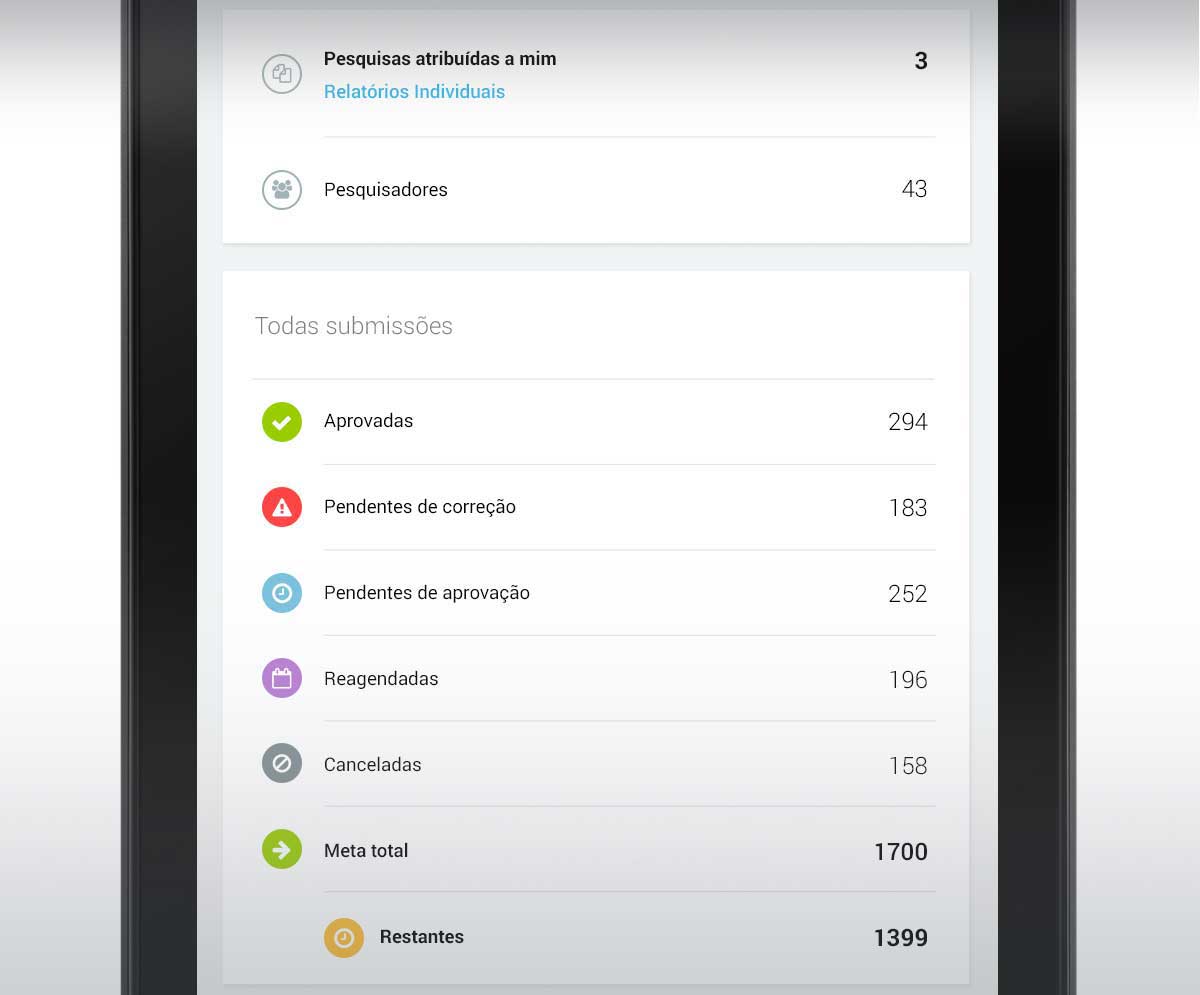 Pesquisas atribuídas a mim 3
Relatórios Individuais
Pesquisadores 43
Todas submissões
Aprovadas 294
Pendentes de correção 183
Pendentes de aprovação 252
Reagendadas 196
Canceladas 158
Meta total 1700
Restantes 1399